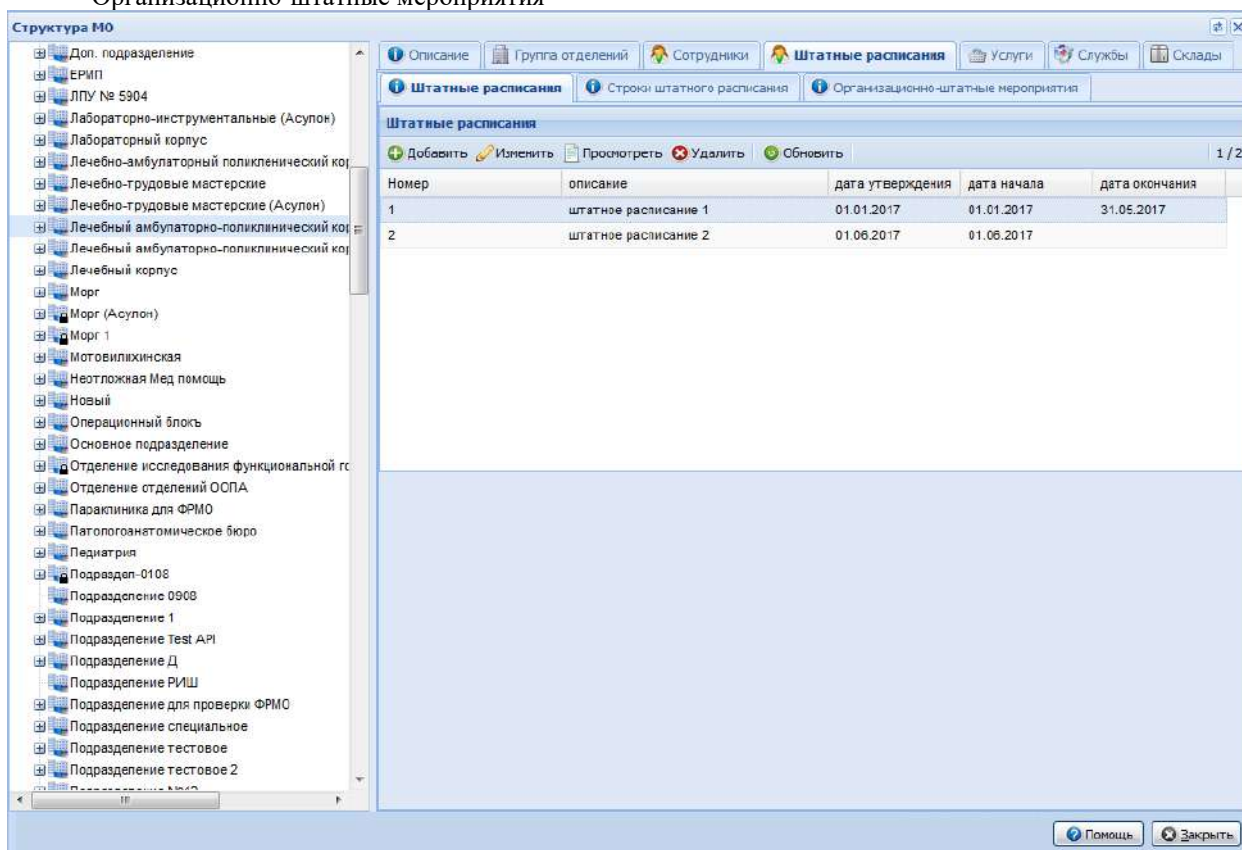 Организационно-штатные мероприятия
Структура МО
Доп. подразделение
ЕРМП
ЛПУ № 5904
Лабораторно-инструментальные (Асулон)
Лабораторный корпус
Лечебно-амбулаторный поликленический кор
Лечебно-трудовые мастерские
Лечебно-трудовые мастерские (Асулон)
Лечебный амбулаторно-поликлинический кор
Лечебный амбулаторно-поликлинический кор
Лечебный корпус
Морг
Морг (Асулон)
Морг 1
Мотовилихинская
Неотложная Мед помощь
Новый
Операционный блокъ
Основное подразделение
Отделение исследования функциональной го
Отделение отделений ООПА
Параклиника для ФРМО
Патологоанатомическое бюро
Педиатрия
Подраздел-0108
Подразделение 0908
Подразделение 1
Подразделение Test API
Подразделение Д
Подразделение РИШ
Подразделение для проверки ФРМО
Подразделение специальное
Подразделение тестовое
Подразделение тестовое 2
Описание Группа отделений Сотрудники Штатные расписания Услуги Службы Склады
Штатные расписания Строки штатного расписания Организационно-штатные мероприятия
Штатные расписания
Добавить Изменить Просмотреть Удалить Обновить 1 / 2
Номер описание дата утверждения дата начала дата окончания
1 штатное расписание 1 01.01.2017 01.01.2017 31.05.2017
2 штатное расписание 2 01.06.2017 01.06.2017
Помощь Закрыть